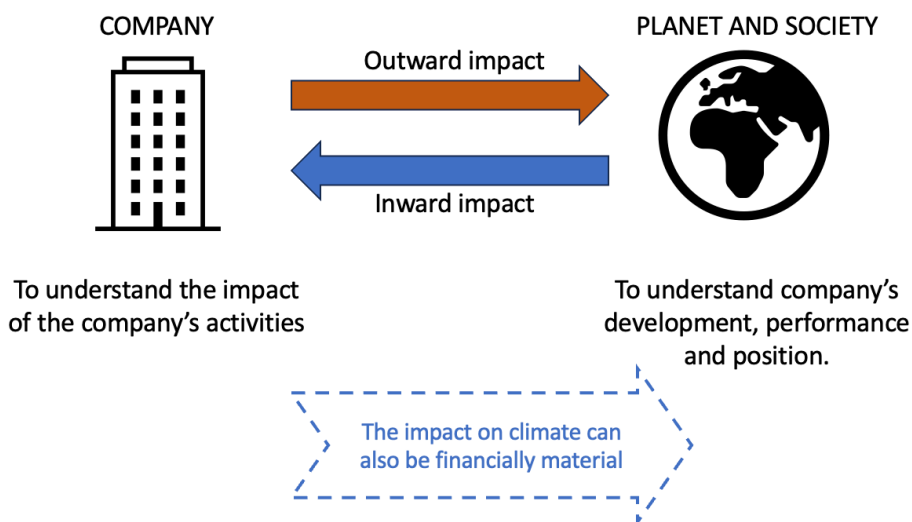 COMPANY
PLANET AND SOCIETY
Outward impact
Inward impact
To understand the impact
of the company’s activities
To understand company’s
development, performance
and position.
The impact on climate can
also be financially material